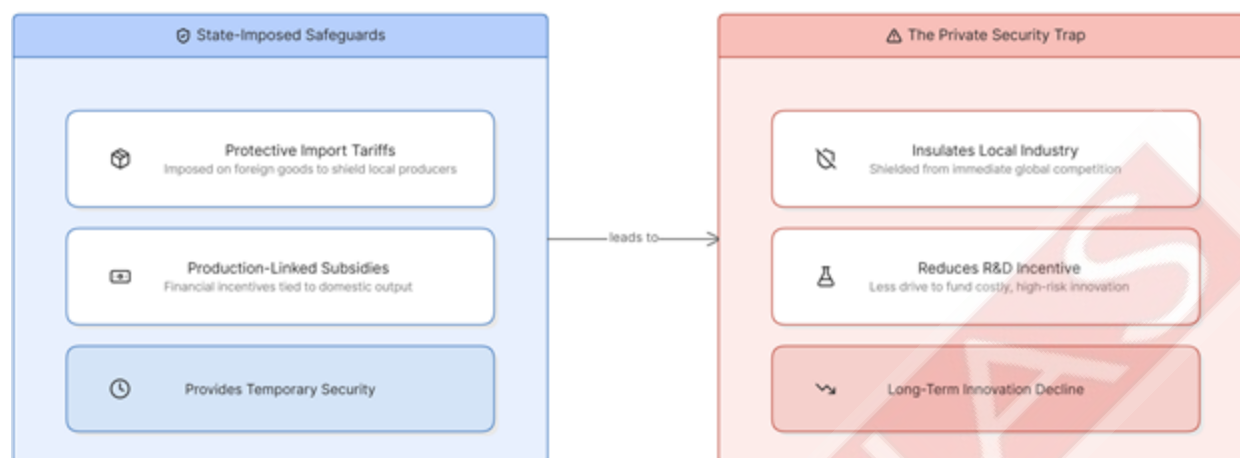 State-Imposed Safeguards
Protective Import Tariffs
Imposed on foreign goods to shield local producers
Production-Linked Subsidies
Financial incentives tied to domestic output
Provides Temporary Security
leads to
The Private Security Trap
Insulates Local Industry
Shielded from immediate global competition
Reduces R&D Incentive
Less drive to fund costly, high-risk innovation
Long-Term Innovation Decline
IAS